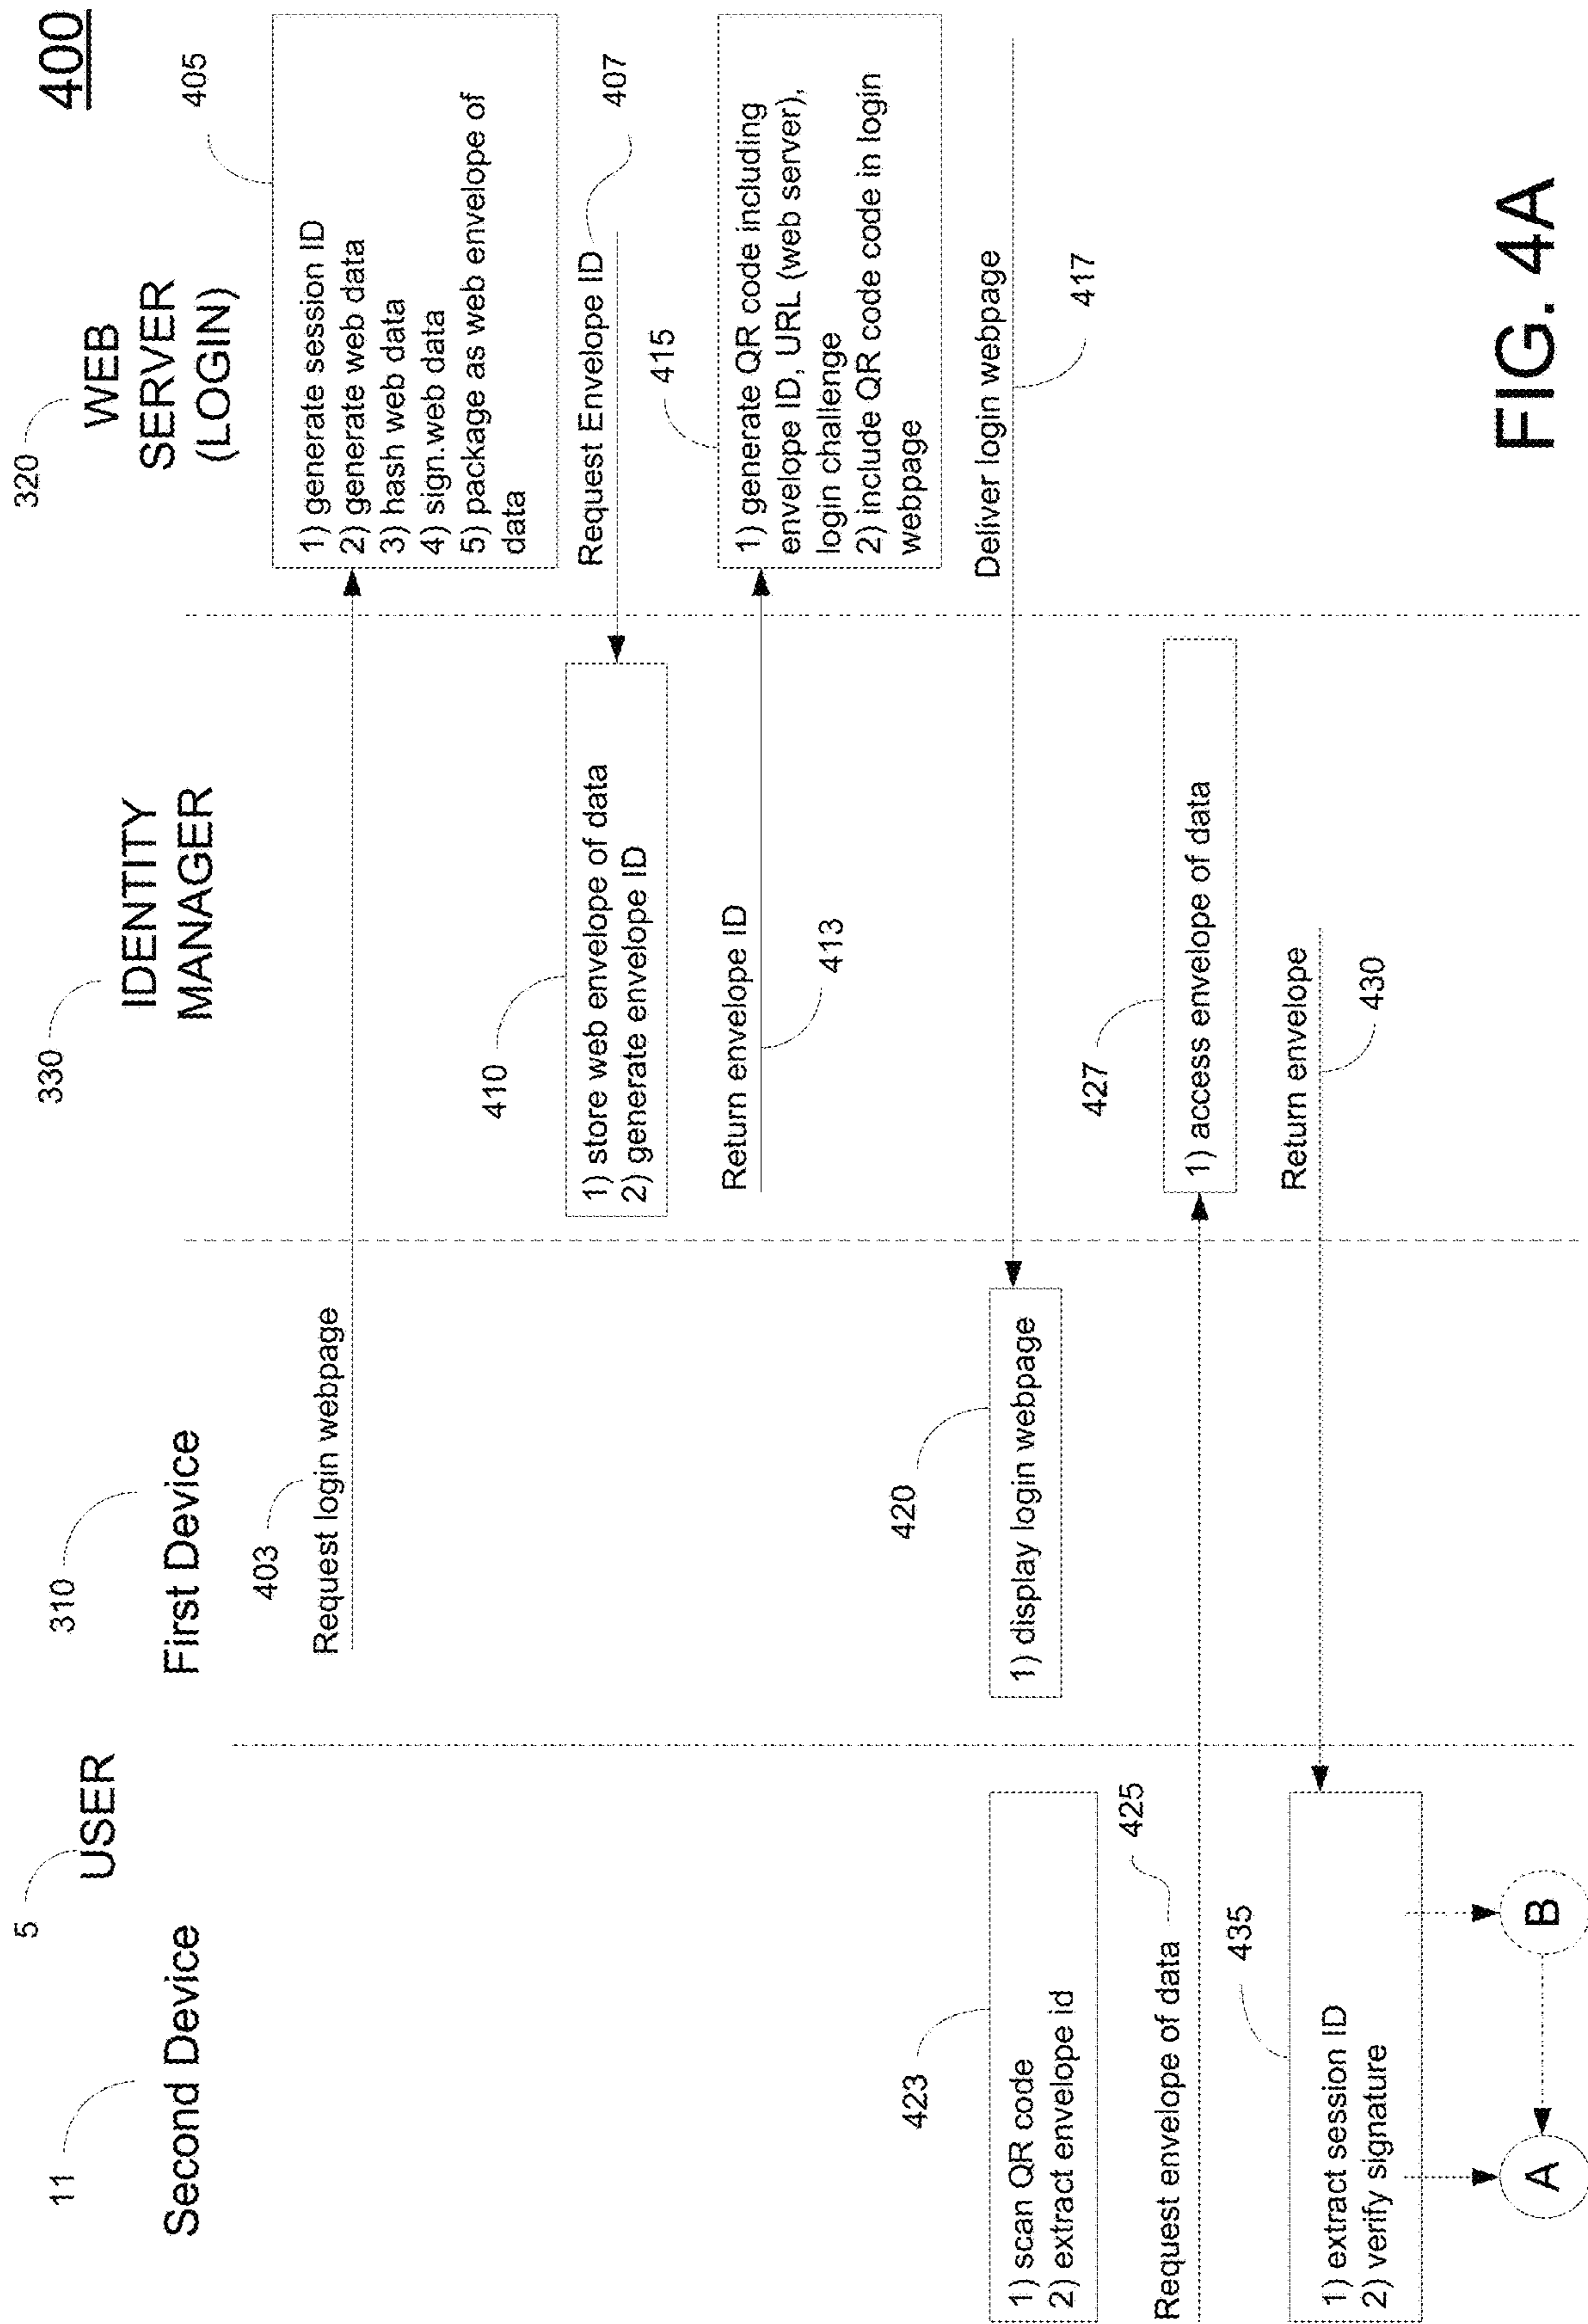 400
5
USER
11
Second Device
310
First Device
330
IDENTITY
MANAGER
320
WEB
SERVER
(LOGIN)
403
Request login webpage
405
1) generate session ID
2) generate web data
3) hash web data
4) sign.web data
5) package as web envelope of
data
Request Envelope ID
407
410
1) store web envelope of data
2) generate envelope ID
Return envelope ID
413
415
1) generate QR code including
envelope ID, URL (web server),
login challenge
2) include QR code code in login
webpage
Deliver login webpage
417
420
1) display login webpage
423
1) scan QR code
2) extract envelope id
Request envelope of data
425
427
1) access envelope of data
Return envelope
430
435
1) extract session ID
2) verify signature
A
B
FIG. 4A